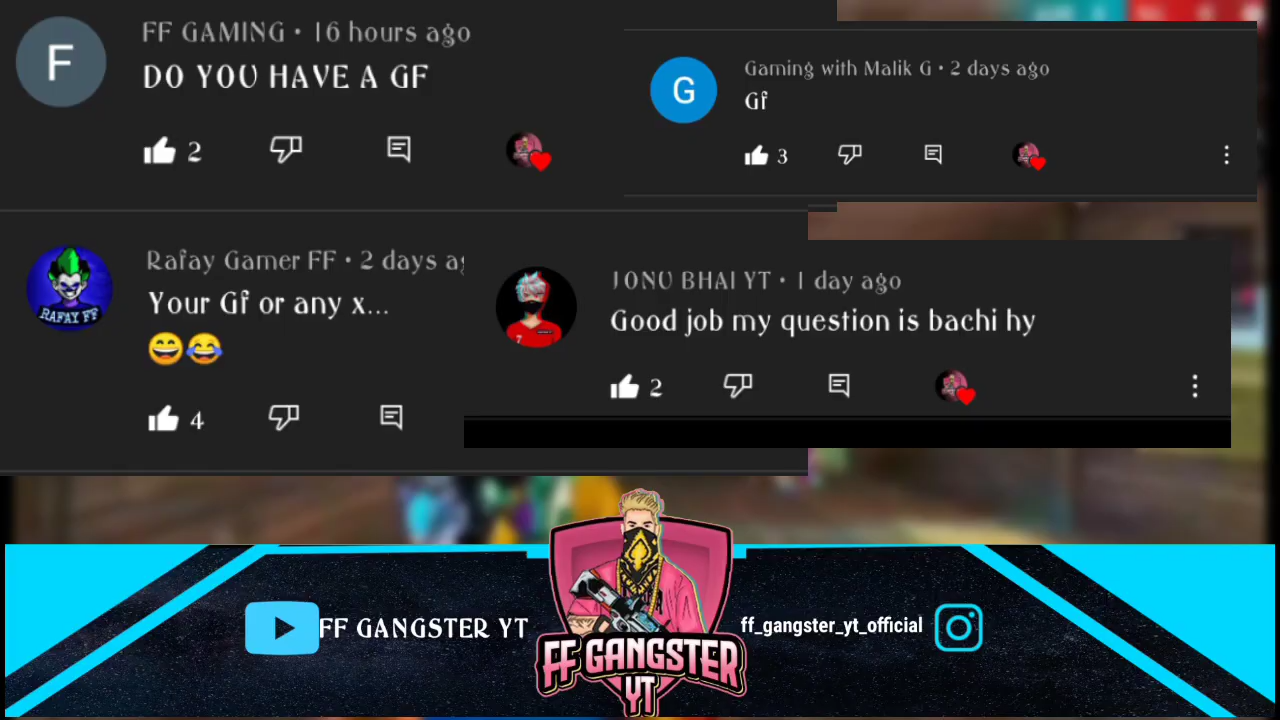 F
FF GAMING • 16 hours ago
DO YOU HAVE A GF
2
G
Gaming with Malik G • 2 days ago
Gf
3
RAFAY FF
Rafay Gamer FF • 2 days
Your Gf or any x...
😄😂
4
7
JONU BHAI YT • 1 day ago
Good job my question is bachi hy
2
FF GANGSTER YT
FF GANGSTER
YT
ff_gangster_yt_official